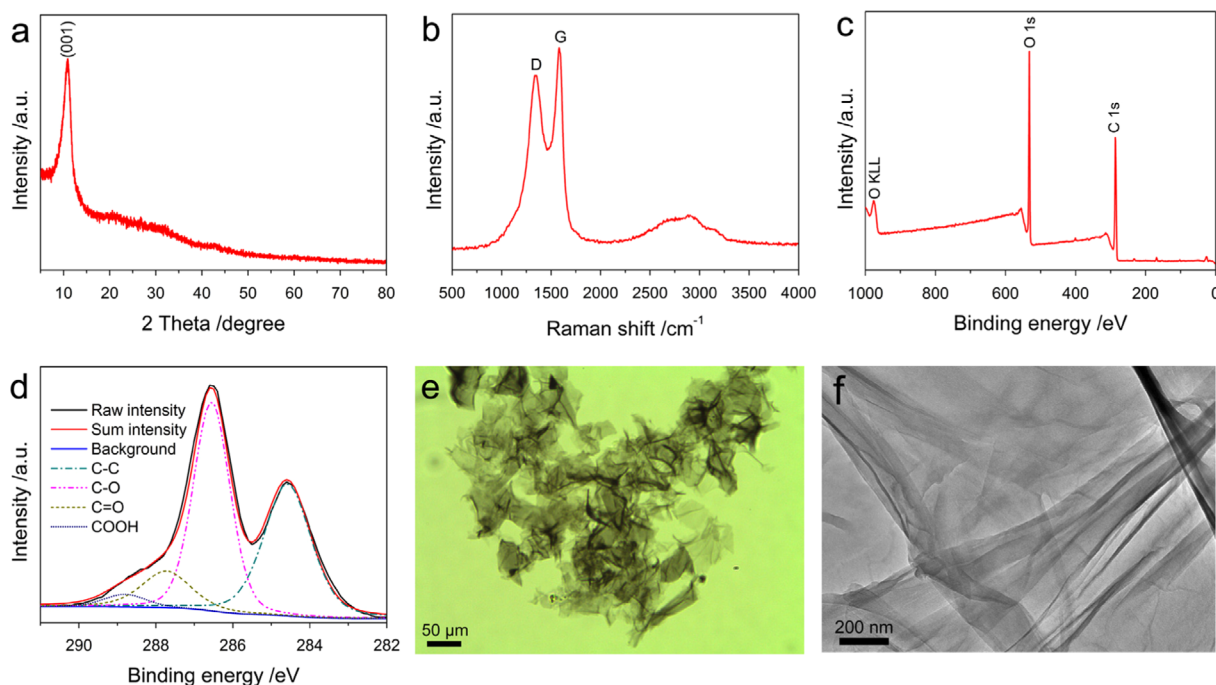 a
(001)
Intensity /a.u.
10 20 30 40 50 60 70 80
2 Theta /degree
b
D
G
Intensity /a.u.
500 1000 1500 2000 2500 3000 3500 4000
Raman shift /cm⁻¹
c
O KLL
O 1s
C 1s
Intensity /a.u.
1000 800 600 400 200 0
Binding energy /eV
d
Raw intensity
Sum intensity
Background
C-C
C-O
C=O
COOH
Intensity /a.u.
290 288 286 284 282
Binding energy /eV
e
50 μm
f
200 nm